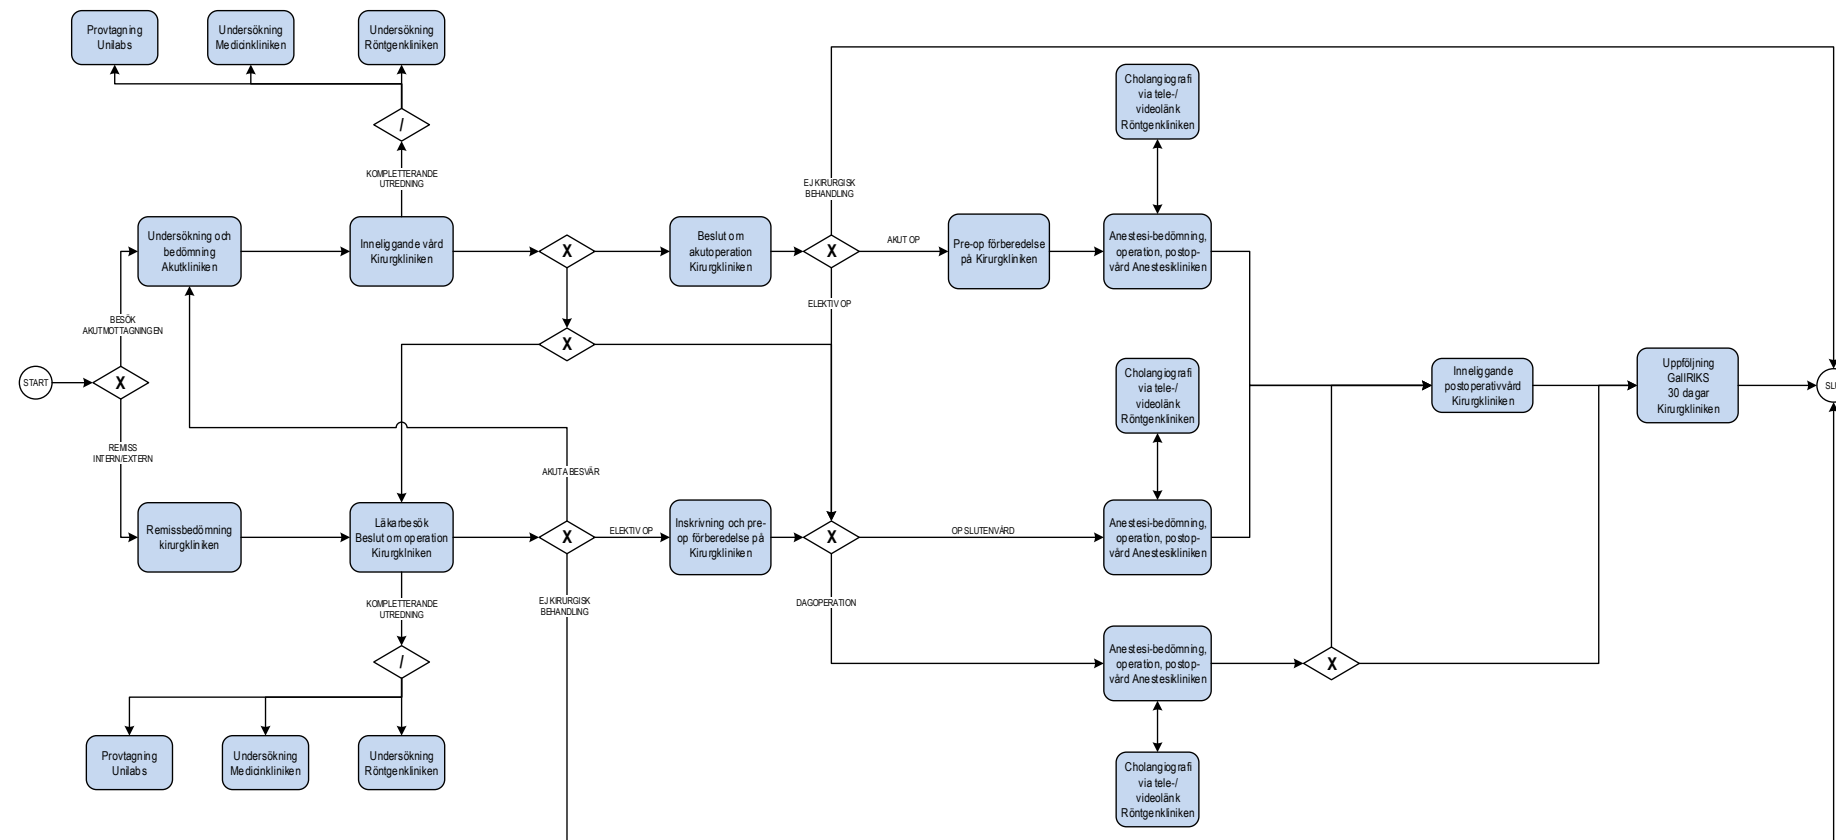 Provtagning
Unilabs
Undersökning
Medicinkliniken
Undersökning
Röntgenkliniken
/
KOMPLETTERANDE
UTREDNING
Cholangiografi
via tele-/
videolänk
Röntgenkliniken
EJ KIRURGISK
BEHANDLING
Undersökning och
bedömning
Akutkliniken
Inneliggande vård
Kirurgkliniken
X
Beslut om
akutoperation
Kirurgkliniken
X
AKUT OP
Pre-op förberedelse
på Kirurgkliniken
Anestesi-bedömning,
operation, postop-
vård Anestesikliniken
ELEKTIV OP
BESÖK
AKUTMOTTAGNINGEN
X
START
X
Cholangiografi
via tele-/
videolänk
Röntgenkliniken
Inneliggande
postoperativvård
Kirurgkliniken
Uppföljning
GallRIKS
30 dagar
Kirurgkliniken
SLU
REMISS
INTERN/EXTERN
AKUTA BESVÄR
Remissbedömning
kirurgkliniken
Läkarbesök
Beslut om operation
Kirurgklniken
X
ELEKTIV OP
Inskrivning och pre-
op förberedelse på
Kirurgkliniken
X
OP SLUTENVÅRD
Anestesi-bedömning,
operation, postop-
vård Anestesikliniken
KOMPLETTERANDE
UTREDNING
EJ KIRURGISK
BEHANDLING
DAGOPERATION
/
Anestesi-bedömning,
operation, postop-
vård Anestesikliniken
X
Provtagning
Unilabs
Undersökning
Medicinkliniken
Undersökning
Röntgenkliniken
Cholangiografi
via tele-/
videolänk
Röntgenkliniken